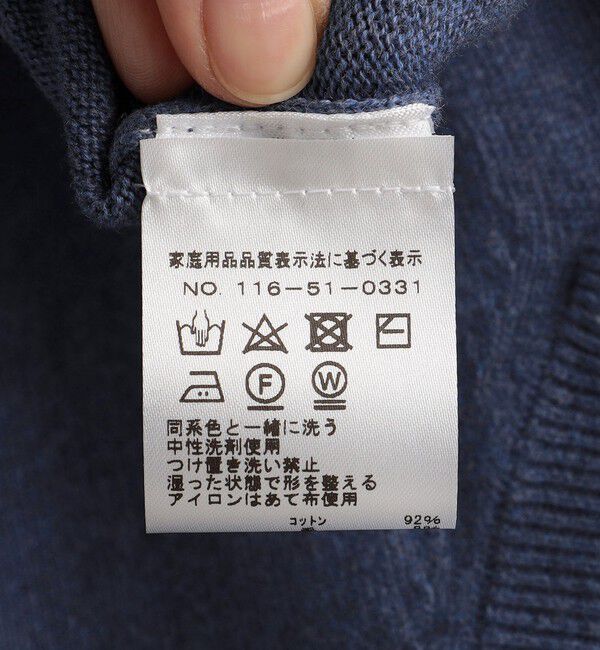 家庭用品品質表示法に基づく表示
NO. 116-51-0331
F W
同系色と一緒に洗う
中性洗剤使用
つけ置き洗い禁止
湿った状態で形を整える
アイロンはあて布使用
コットン 92%